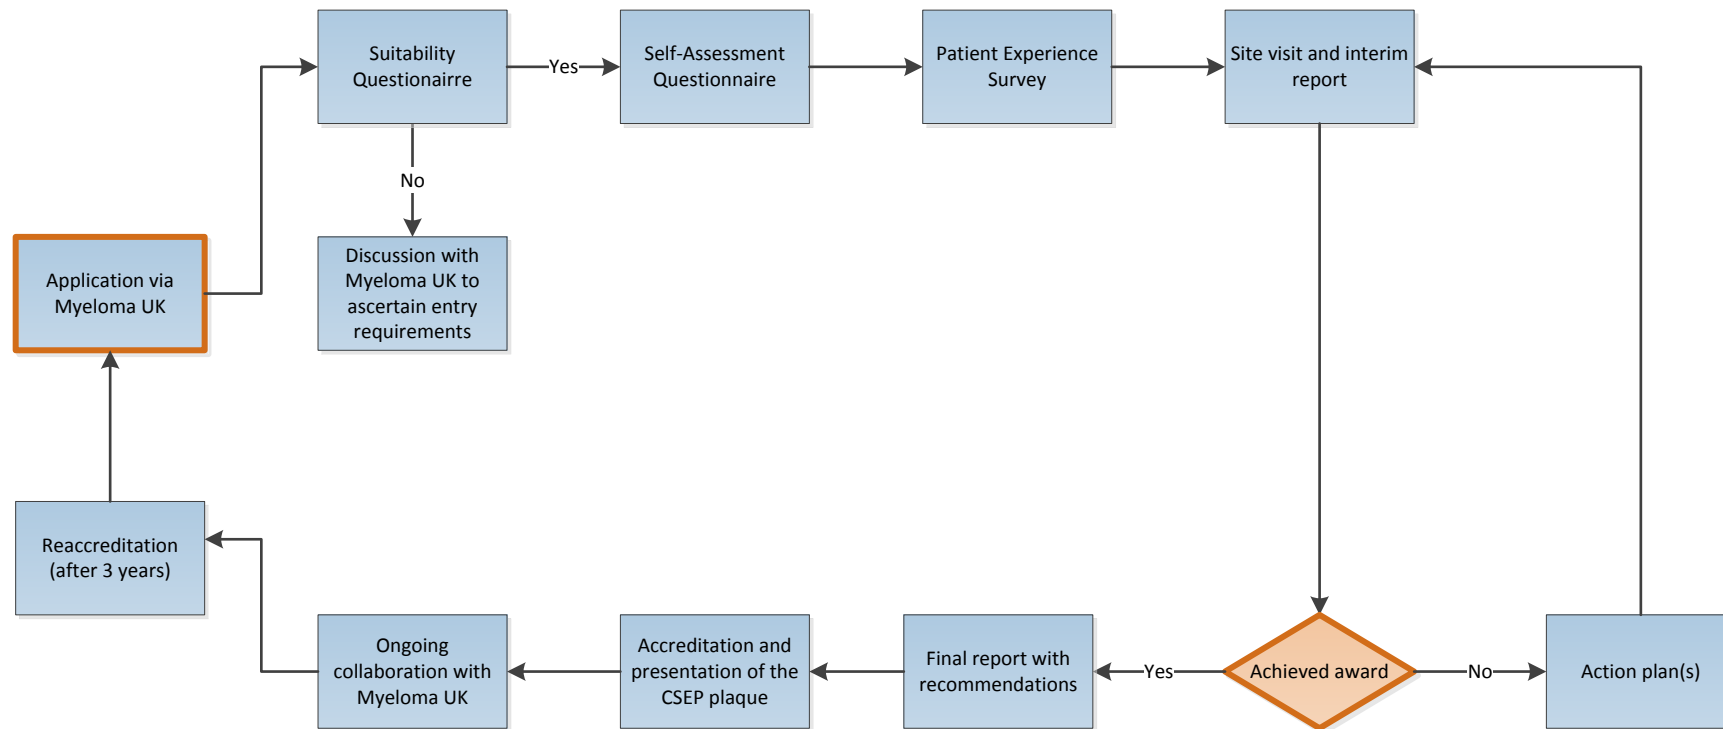 Suitability
Questionairre
Yes
Self-Assessment
Questionnaire
Patient Experience
Survey
Site visit and interim
report
No
Application via
Myeloma UK
Discussion with
Myeloma UK to
ascertain entry
requirements
Reaccreditation
(after 3 years)
Ongoing
collaboration with
Myeloma UK
Accreditation and
presentation of the
CSEP plaque
Final report with
recommendations
Yes
Achieved award
No
Action plan(s)